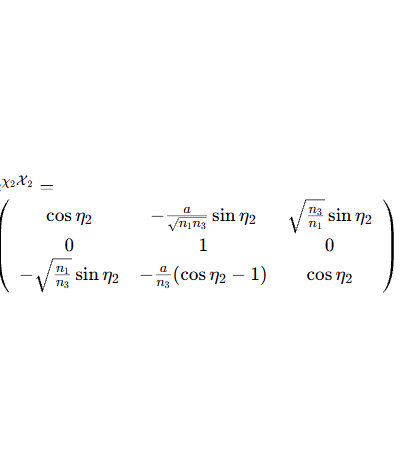 χ₂𝒳₂ =
cos η₂ −a/√(n₁n₃) sin η₂ √(n₃/n₁) sin η₂
0 1 0
−√(n₁/n₃) sin η₂ −a/n₃(cos η₂ − 1) cos η₂